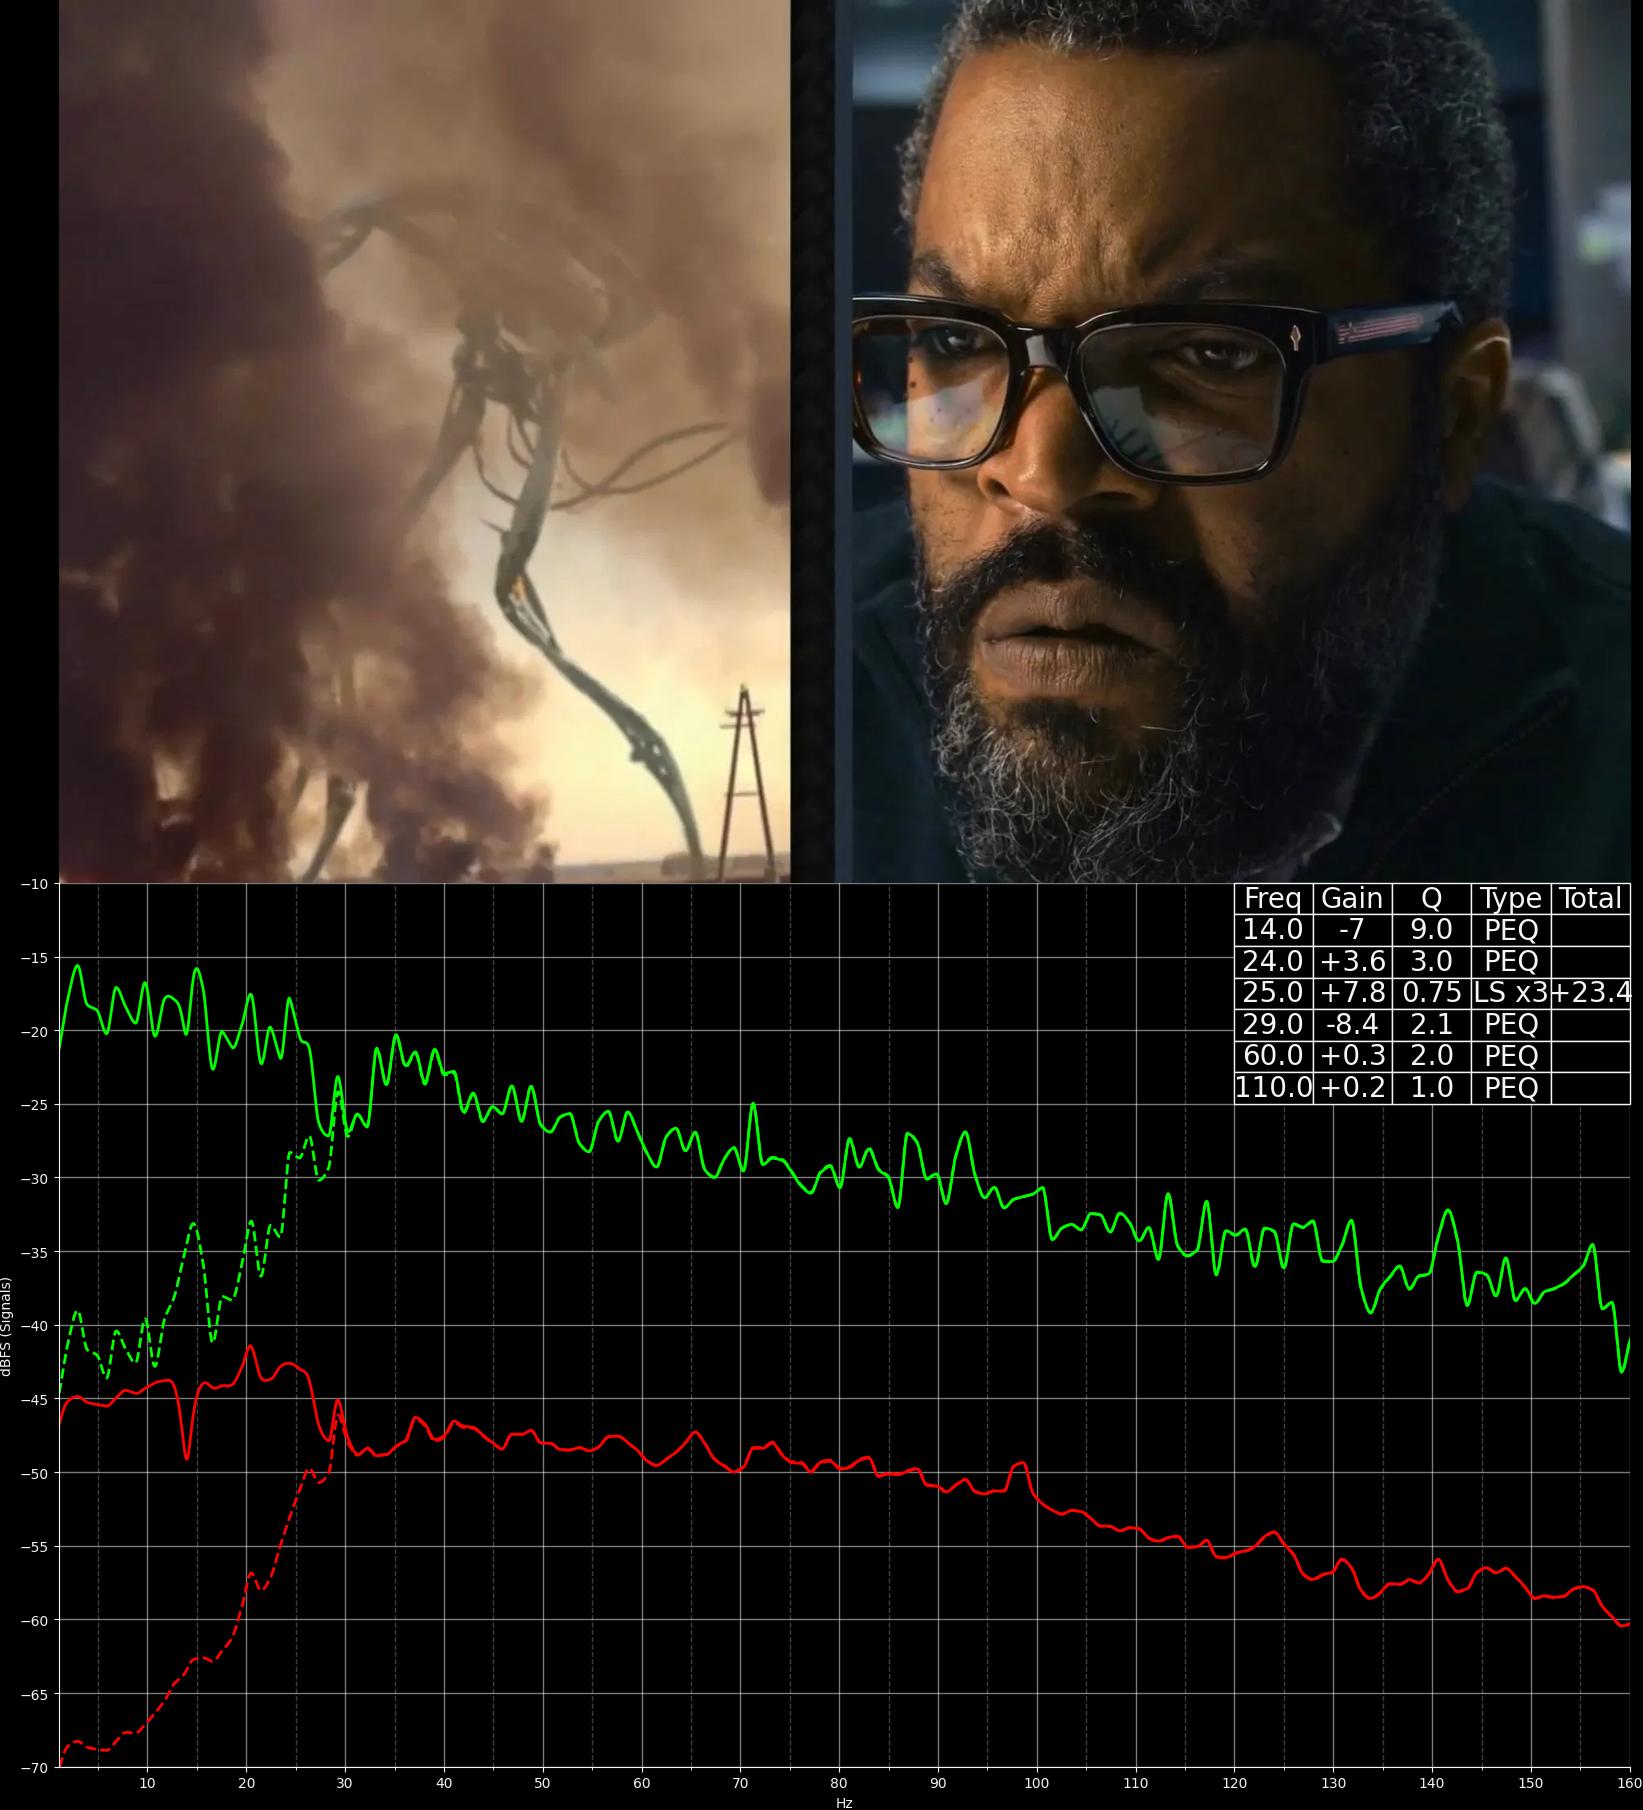 Freq Gain Q Type Total
14.0 -7 9.0 PEQ
24.0 +3.6 3.0 PEQ
25.0 +7.8 0.75 LS x3 +23.4
29.0 -8.4 2.1 PEQ
60.0 +0.3 2.0 PEQ
110.0 +0.2 1.0 PEQ
−10
−15
−20
−25
−30
−35
−40
−45
−50
−55
−60
−65
−70
dBFS (Signals)
10 20 30 40 50 60 70 80 90 100 110 120 130 140 150 160
Hz